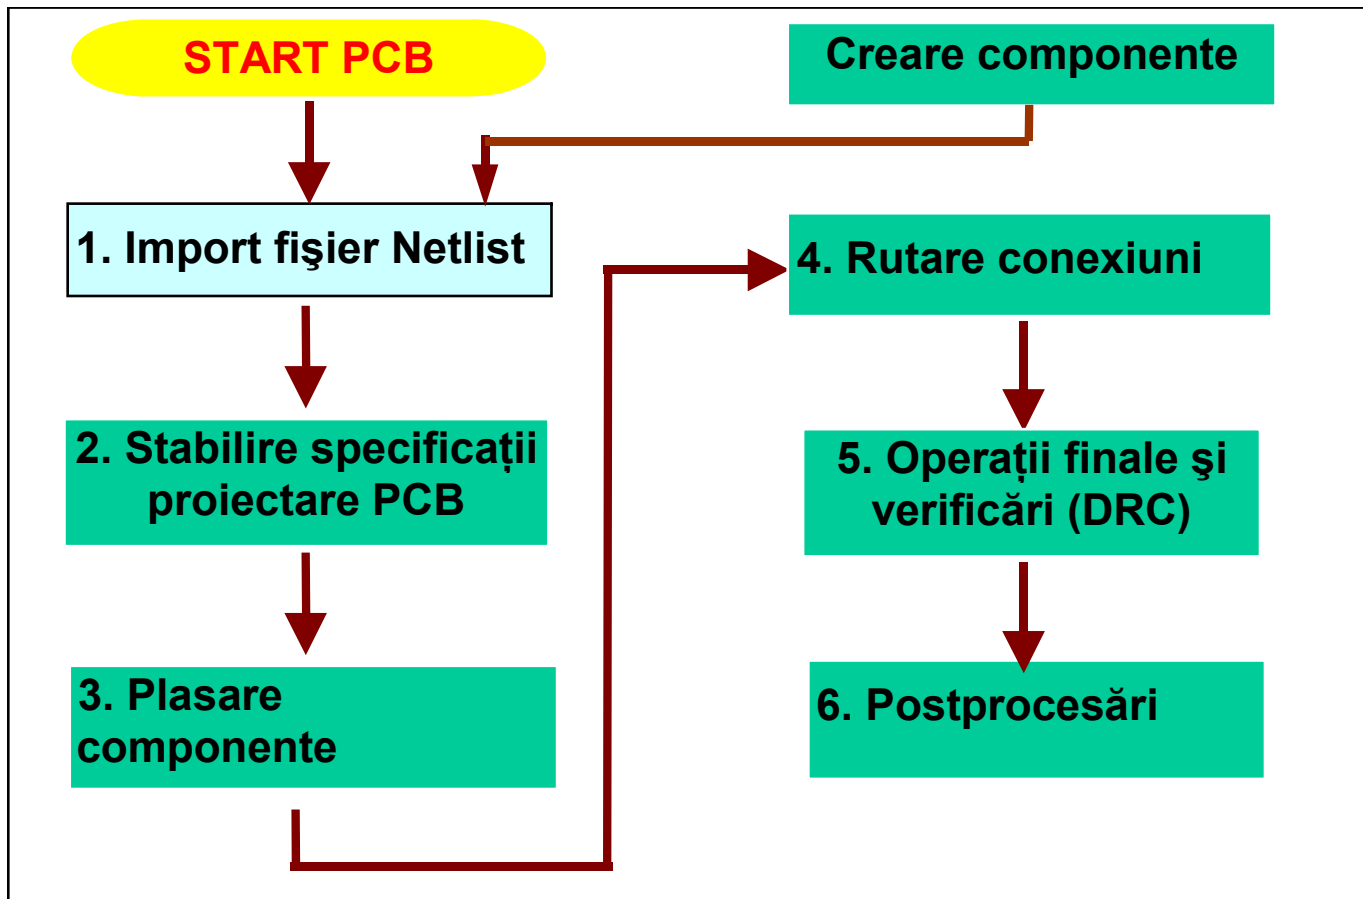 START PCB
Creare componente
1. Import fişier Netlist
2. Stabilire specificații
proiectare PCB
3. Plasare
componente
4. Rutare conexiuni
5. Operații finale şi
verificări (DRC)
6. Postprocesări